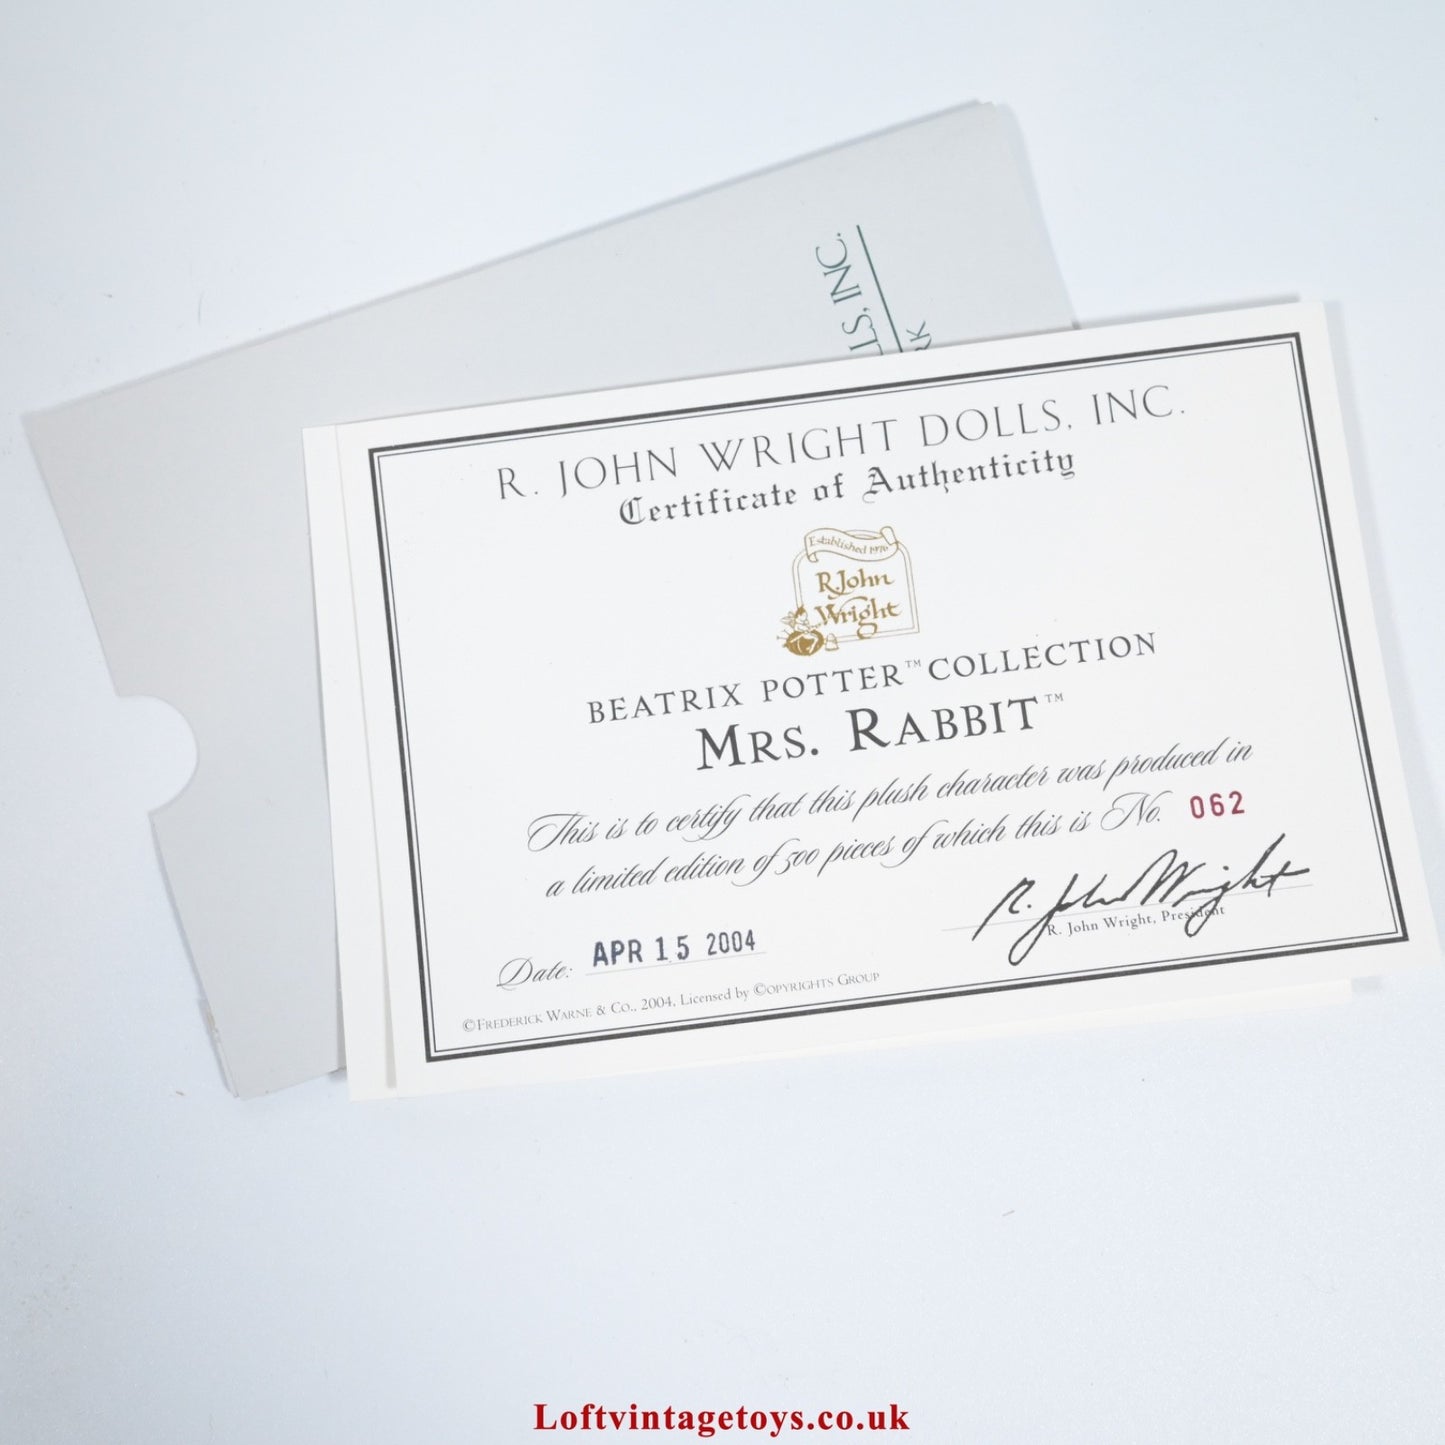 LLS, INC.
R. JOHN WRIGHT DOLLS, INC.
Certificate of Authenticity
Established 1976
R. John
Wright
BEATRIX POTTER™ COLLECTION
MRS. RABBIT™
This is to certify that this plush character was produced in
a limited edition of 500 pieces of which this is No. 062
R. John Wright
R. John Wright, President
Date: APR 15 2004
©FREDERICK WARNE & CO., 2004, Licensed by ©OPYRIGHTS GROUP
Loftvintagetoys.co.uk